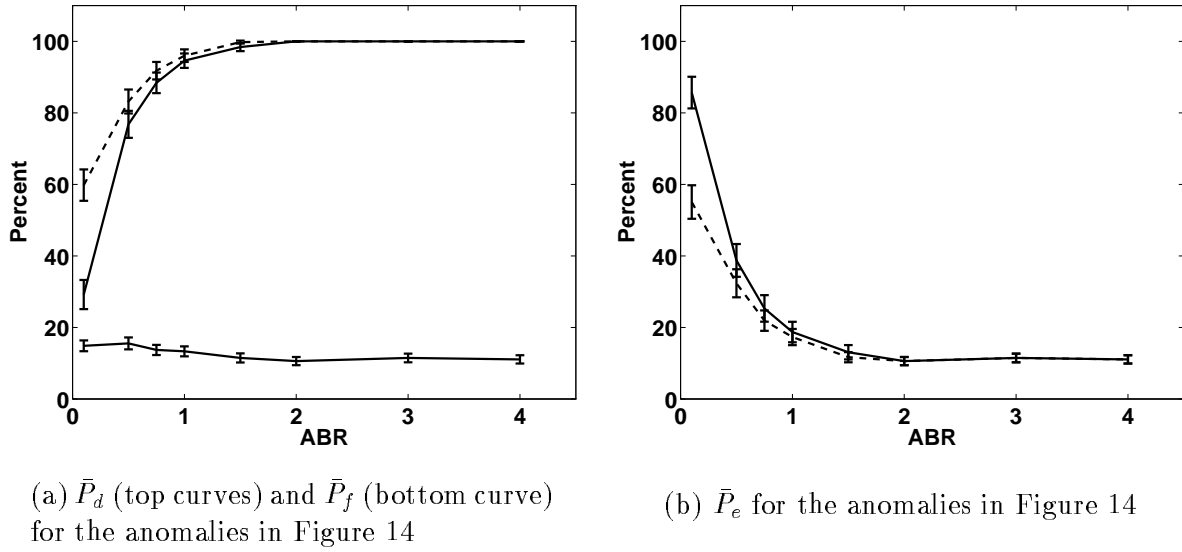 100
80
60
40
20
0
Percent
0 1 2 3 4
ABR
100
80
60
40
20
0
Percent
0 1 2 3 4
ABR
(a) P̄_d (top curves) and P̄_f (bottom curve)
for the anomalies in Figure 14
(b) P̄_e for the anomalies in Figure 14